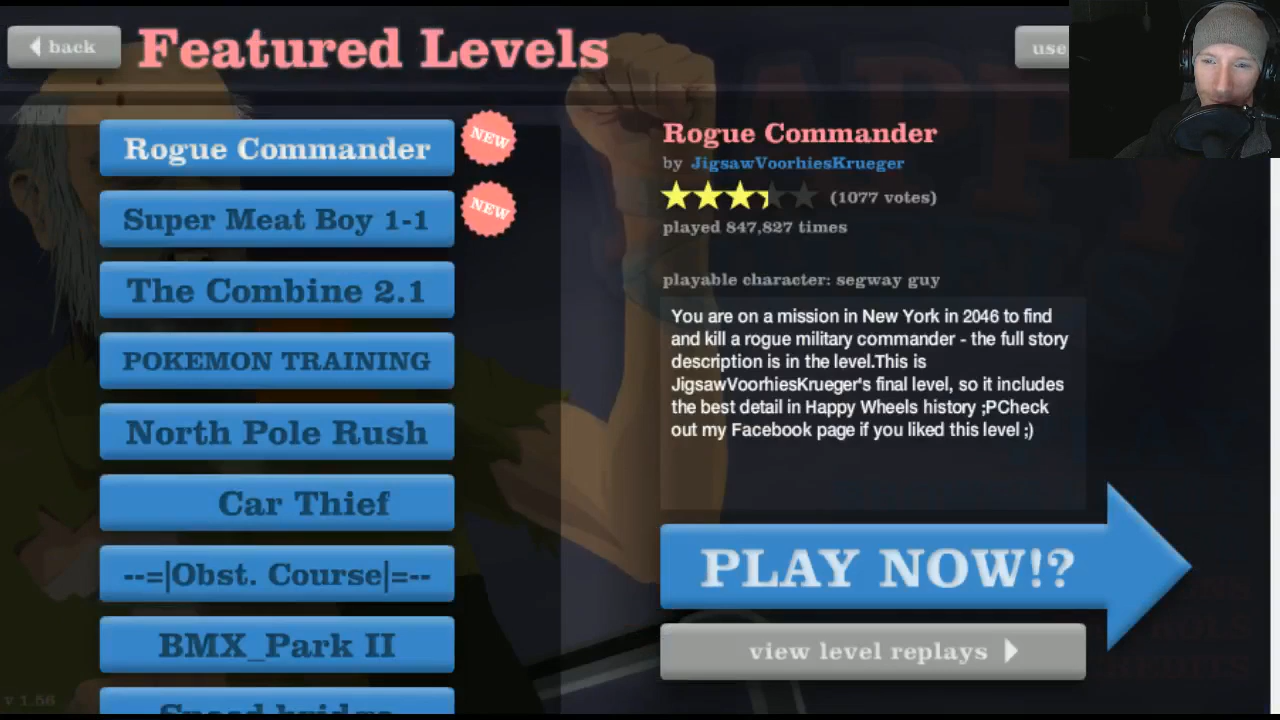 back
Featured Levels
use
Rogue Commander
NEW
Super Meat Boy 1-1
NEW
The Combine 2.1
POKEMON TRAINING
North Pole Rush
Car Thief
--=|Obst. Course|=--
BMX_Park II
Speed bridge
v 1.56
Rogue Commander
by JigsawVoorhiesKrueger
(1077 votes)
played 847,827 times
playable character: segway guy
You are on a mission in New York in 2046 to find
and kill a rogue military commander - the full story
description is in the level.This is
JigsawVoorhiesKrueger's final level, so it includes
the best detail in Happy Wheels history ;PCheck
out my Facebook page if you liked this level ;)
PLAY NOW!?
view level replays